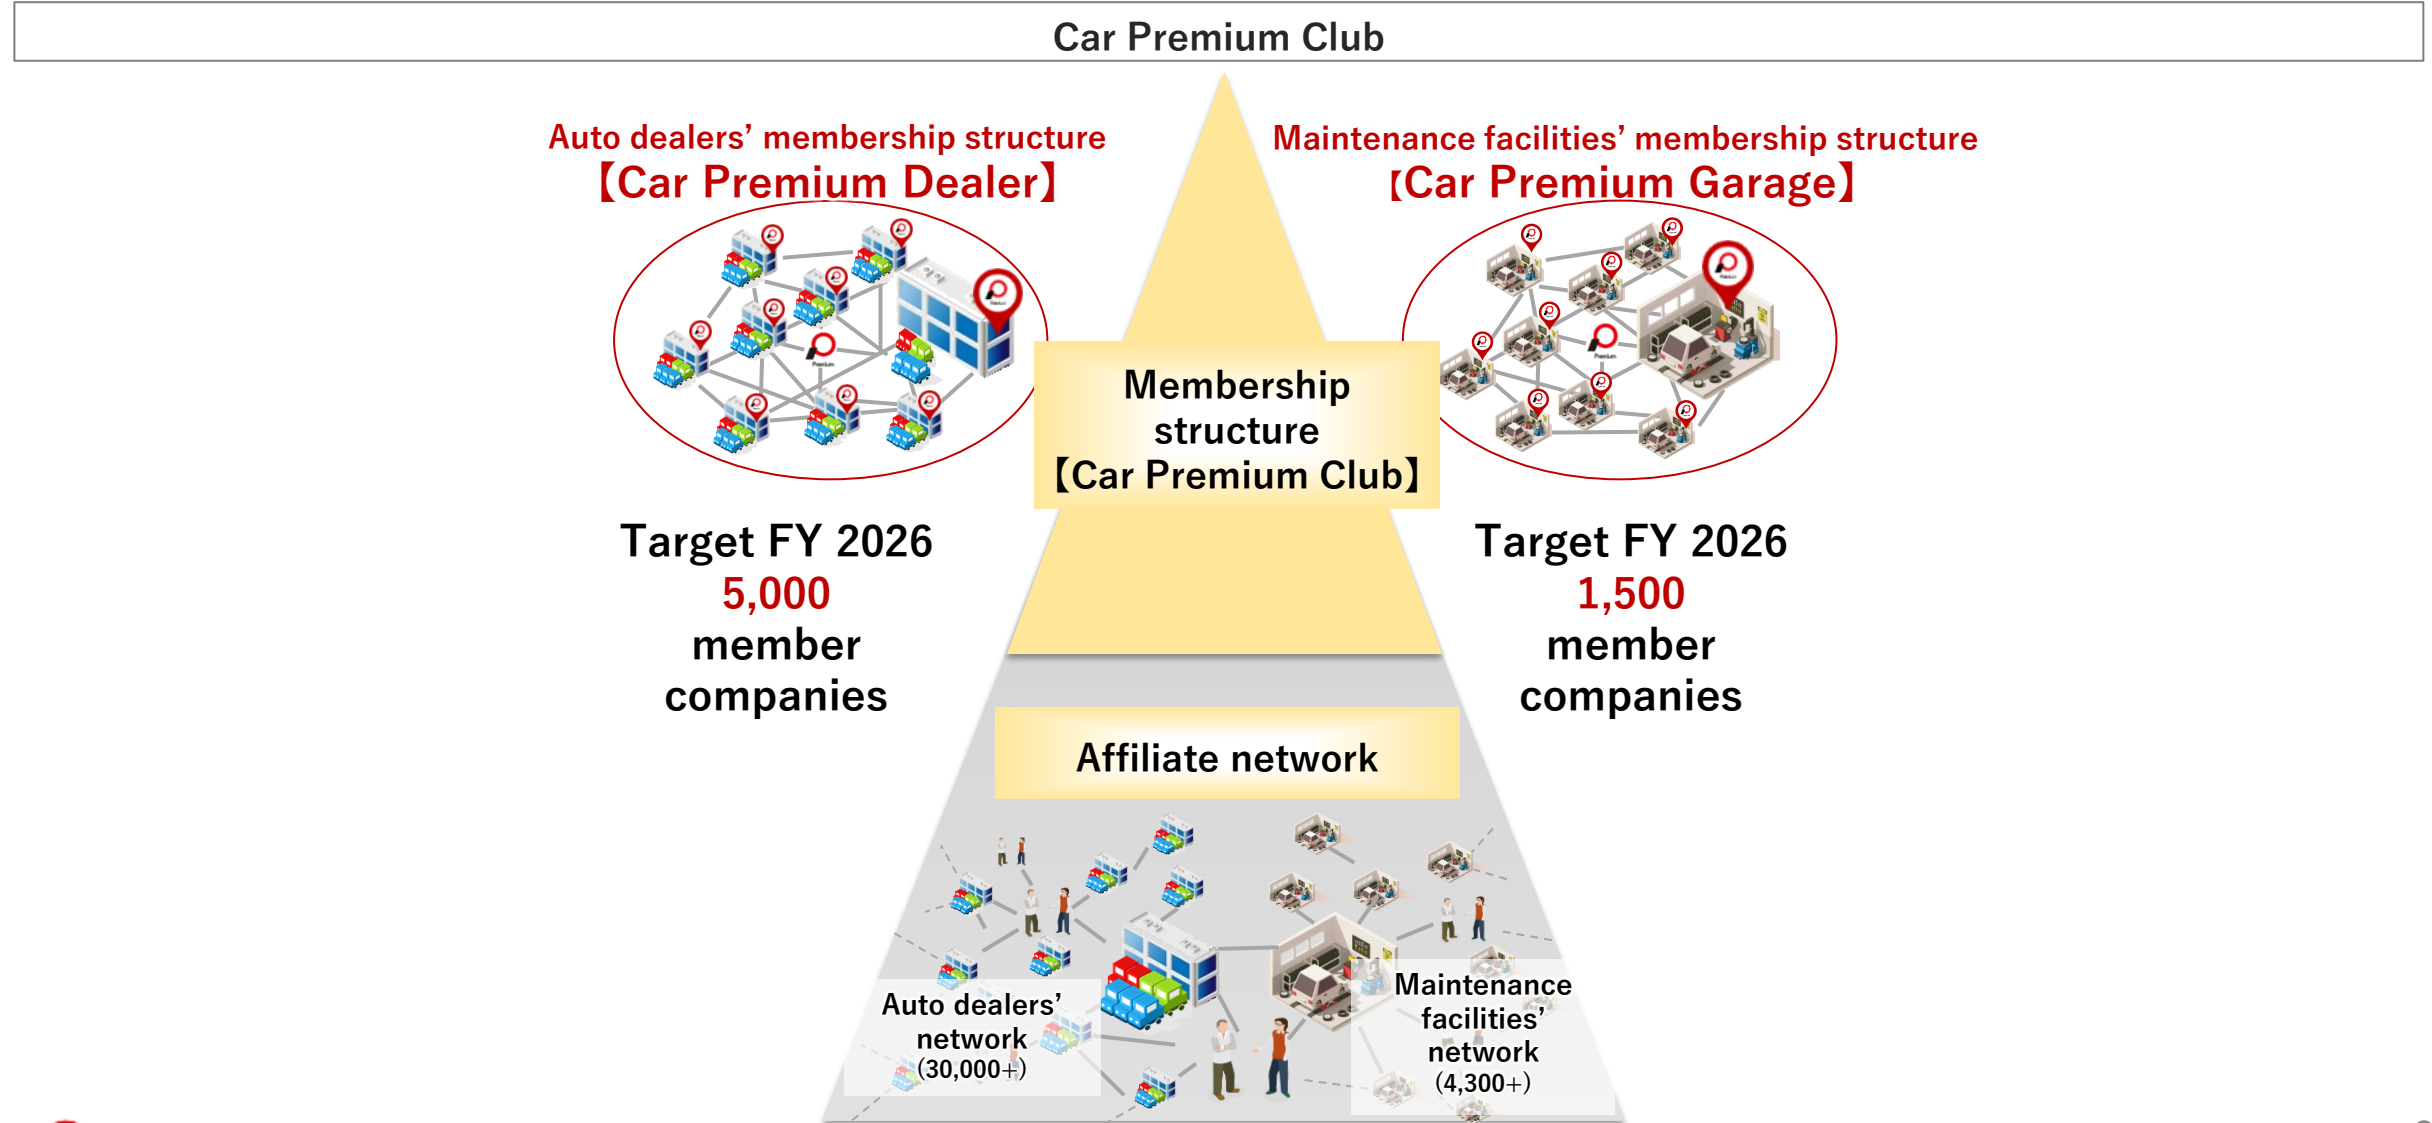 Car Premium Club
Auto dealers’ membership structure
【Car Premium Dealer】
Maintenance facilities’ membership structure
【Car Premium Garage】
Premium
Premium
Membership
structure
【Car Premium Club】
Target FY 2026
5,000
member
companies
Target FY 2026
1,500
member
companies
Affiliate network
Auto dealers’
network
(30,000+)
Maintenance
facilities’
network
(4,300+)